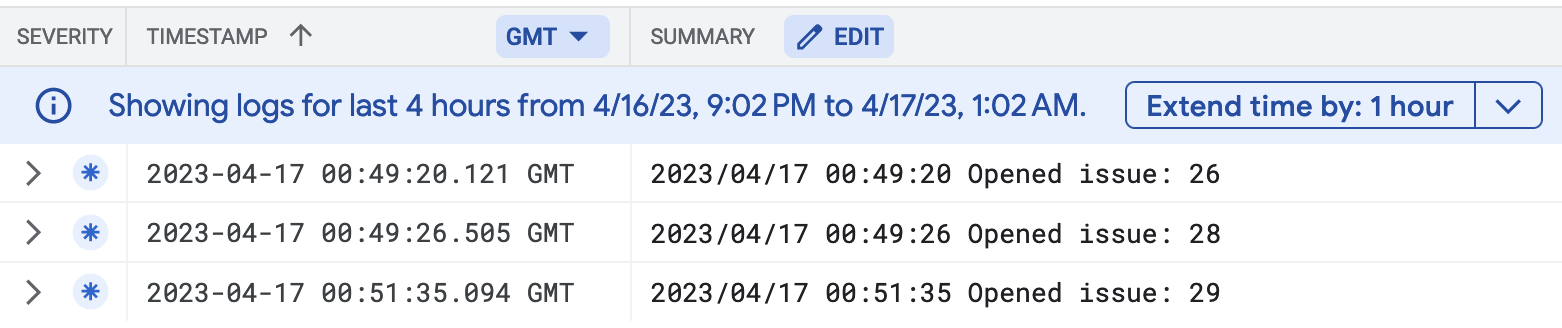 SEVERITY TIMESTAMP GMT SUMMARY EDIT
Showing logs for last 4 hours from 4/16/23, 9:02 PM to 4/17/23, 1:02 AM. Extend time by: 1 hour
2023-04-17 00:49:20.121 GMT 2023/04/17 00:49:20 Opened issue: 26
2023-04-17 00:49:26.505 GMT 2023/04/17 00:49:26 Opened issue: 28
2023-04-17 00:51:35.094 GMT 2023/04/17 00:51:35 Opened issue: 29